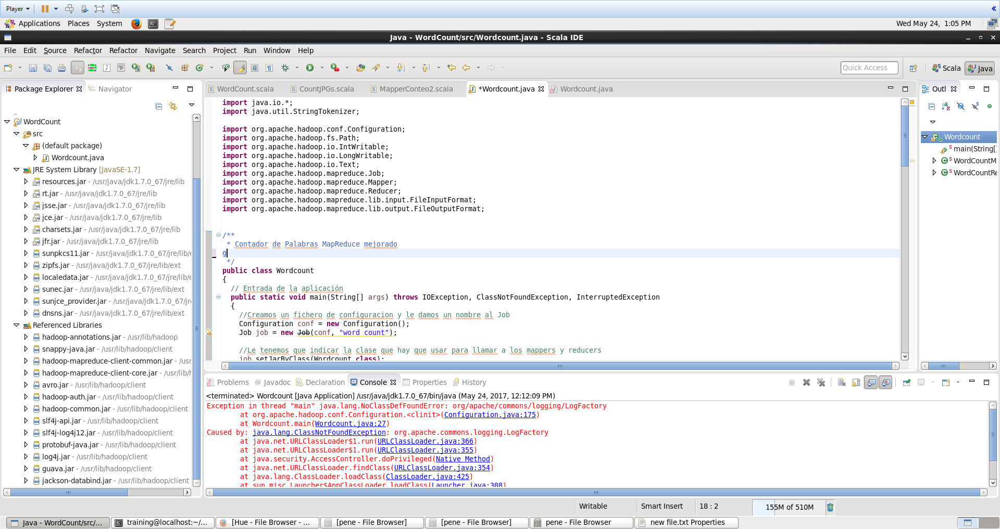 Player
Applications Places System
Wed May 24, 1:05 PM
Java - WordCount/src/Wordcount.java - Scala IDE
File Edit Source Refactor Refactor Navigate Search Project Run Window Help
Quick Access
Scala
Java
Package Explorer
Navigator
WordCount
src
(default package)
Wordcount.java
JRE System Library [JavaSE-1.7]
resources.jar - /usr/java/jdk1.7.0_67/jre/lib
rt.jar - /usr/java/jdk1.7.0_67/jre/lib
jsse.jar - /usr/java/jdk1.7.0_67/jre/lib
jce.jar - /usr/java/jdk1.7.0_67/jre/lib
charsets.jar - /usr/java/jdk1.7.0_67/jre/lib
jfr.jar - /usr/java/jdk1.7.0_67/jre/lib
sunpkcs11.jar - /usr/java/jdk1.7.0_67/jre/lib/e
zipfs.jar - /usr/java/jdk1.7.0_67/jre/lib/ext
localedata.jar - /usr/java/jdk1.7.0_67/jre/lib/e
sunec.jar - /usr/java/jdk1.7.0_67/jre/lib/ext
sunjce_provider.jar - /usr/java/jdk1.7.0_67/jr
dnsns.jar - /usr/java/jdk1.7.0_67/jre/lib/ext
Referenced Libraries
hadoop-annotations.jar - /usr/lib/hadoop
snappy-java.jar - /usr/lib/hadoop/client
hadoop-mapreduce-client-common.jar - /usr
hadoop-mapreduce-client-core.jar - /usr/lib/h
avro.jar - /usr/lib/hadoop/client
hadoop-auth.jar - /usr/lib/hadoop/client
hadoop-common.jar - /usr/lib/hadoop/client
slf4j-api.jar - /usr/lib/hadoop/client
slf4j-log4j12.jar - /usr/lib/hadoop/client
protobuf-java.jar - /usr/lib/hadoop/client
log4j.jar - /usr/lib/hadoop/client
guava.jar - /usr/lib/hadoop/client
jackson-databind.jar - /usr/lib/hadoop/client
WordCount.scala
CountJPGs.scala
MapperConteo2.scala
*Wordcount.java
Wordcount.java
import java.io.*;
import java.util.StringTokenizer;
import org.apache.hadoop.conf.Configuration;
import org.apache.hadoop.fs.Path;
import org.apache.hadoop.io.IntWritable;
import org.apache.hadoop.io.LongWritable;
import org.apache.hadoop.io.Text;
import org.apache.hadoop.mapreduce.Job;
import org.apache.hadoop.mapreduce.Mapper;
import org.apache.hadoop.mapreduce.Reducer;
import org.apache.hadoop.mapreduce.lib.input.FileInputFormat;
import org.apache.hadoop.mapreduce.lib.output.FileOutputFormat;
/**
* Contador de Palabras MapReduce mejorado
g
*/
public class Wordcount
{
// Entrada de la aplicación
public static void main(String[] args) throws IOException, ClassNotFoundException, InterruptedException
{
//Creamos un fichero de configuracion y le damos un nombre al Job
Configuration conf = new Configuration();
Job job = new Job(conf, "word count");
//Le tenemos que indicar la clase que hay que usar para llamar a los mappers y reducers
job.setJarByClass(Wordcount.class);
Outl
Wordcount
main(String[]
WordCountM
WordCountRe
Problems
Javadoc
Declaration
Console
Properties
History
<terminated> Wordcount [Java Application] /usr/java/jdk1.7.0_67/bin/java (May 24, 2017, 12:12:09 PM)
Exception in thread "main" java.lang.NoClassDefFoundError: org/apache/commons/logging/LogFactory
at org.apache.hadoop.conf.Configuration.<clinit>(Configuration.java:175)
at Wordcount.main(Wordcount.java:27)
Caused by: java.lang.ClassNotFoundException: org.apache.commons.logging.LogFactory
at java.net.URLClassLoader$1.run(URLClassLoader.java:366)
at java.net.URLClassLoader$1.run(URLClassLoader.java:355)
at java.security.AccessController.doPrivileged(Native Method)
at java.net.URLClassLoader.findClass(URLClassLoader.java:354)
at java.lang.ClassLoader.loadClass(ClassLoader.java:425)
at sun.misc.Launcher$AppClassLoader.loadClass(Launcher.java:308)
Writable
Smart Insert
18 : 2
155M of 510M
Java - WordCount/src/...
training@localhost:~/...
[Hue - File Browser - ...
[pene - File Browser]
[pene - File Browser]
pene - File Browser
new file.txt Properties